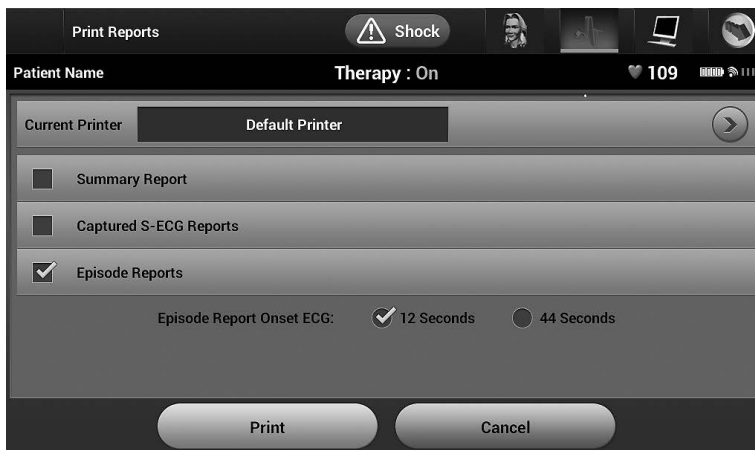 Print Reports Shock
Patient Name Therapy : On 109
Current Printer Default Printer
Summary Report
Captured S-ECG Reports
Episode Reports
Episode Report Onset ECG: 12 Seconds 44 Seconds
Print Cancel